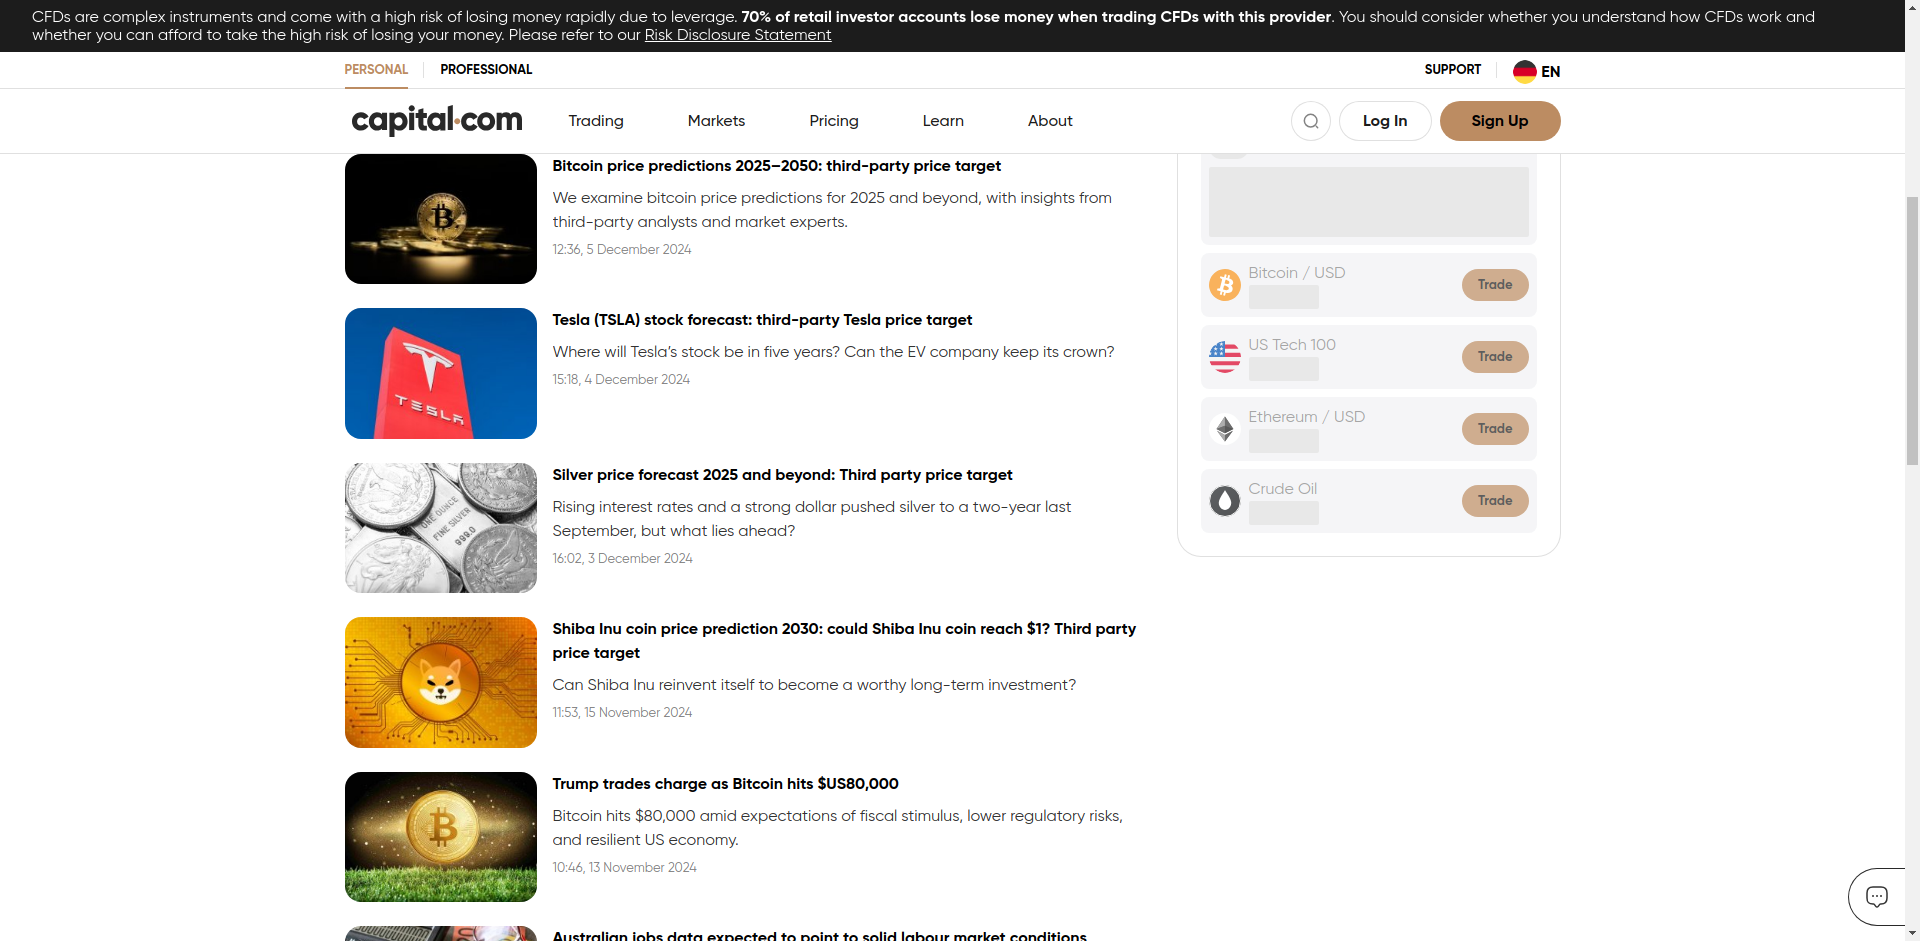 CFDs are complex instruments and come with a high risk of losing money rapidly due to leverage. 70% of retail investor accounts lose money when trading CFDs with this provider. You should consider whether you understand how CFDs work and
whether you can afford to take the high risk of losing your money. Please refer to our Risk Disclosure Statement
PERSONAL
PROFESSIONAL
SUPPORT
EN
capital.com
Trading
Markets
Pricing
Learn
About
Log In
Sign Up
Bitcoin price predictions 2025–2050: third-party price target
We examine bitcoin price predictions for 2025 and beyond, with insights from
third-party analysts and market experts.
12:36, 5 December 2024
TESLA
Tesla (TSLA) stock forecast: third-party Tesla price target
Where will Tesla's stock be in five years? Can the EV company keep its crown?
15:18, 4 December 2024
ONE OUNCE
FINE SILVER
999.0
Silver price forecast 2025 and beyond: Third party price target
Rising interest rates and a strong dollar pushed silver to a two-year last
September, but what lies ahead?
16:02, 3 December 2024
Shiba Inu coin price prediction 2030: could Shiba Inu coin reach $1? Third party
price target
Can Shiba Inu reinvent itself to become a worthy long-term investment?
11:53, 15 November 2024
Trump trades charge as Bitcoin hits $US80,000
Bitcoin hits $80,000 amid expectations of fiscal stimulus, lower regulatory risks,
and resilient US economy.
10:46, 13 November 2024
Australian jobs data expected to point to solid labour market conditions
Bitcoin / USD
Trade
US Tech 100
Trade
Ethereum / USD
Trade
Crude Oil
Trade